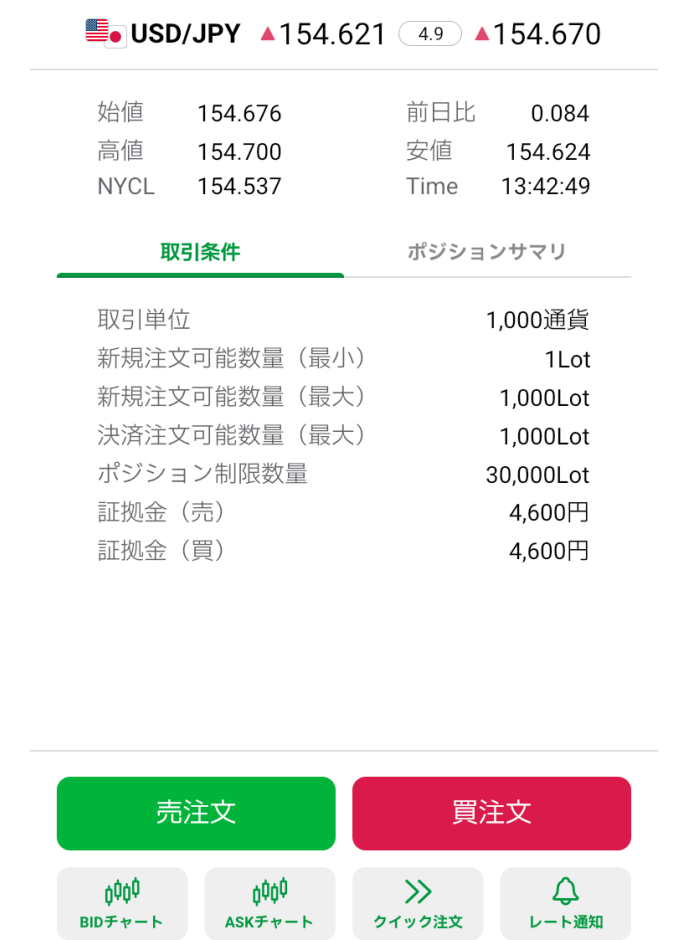 USD/JPY ▲154.621 4.9 ▲154.670
始値 154.676 前日比 0.084
高値 154.700 安値 154.624
NYCL 154.537 Time 13:42:49
取引条件 ポジションサマリ
取引単位 1,000通貨
新規注文可能数量（最小） 1Lot
新規注文可能数量（最大） 1,000Lot
決済注文可能数量（最大） 1,000Lot
ポジション制限数量 30,000Lot
証拠金（売） 4,600円
証拠金（買） 4,600円
売注文 買注文
BIDチャート ASKチャート クイック注文 レート通知